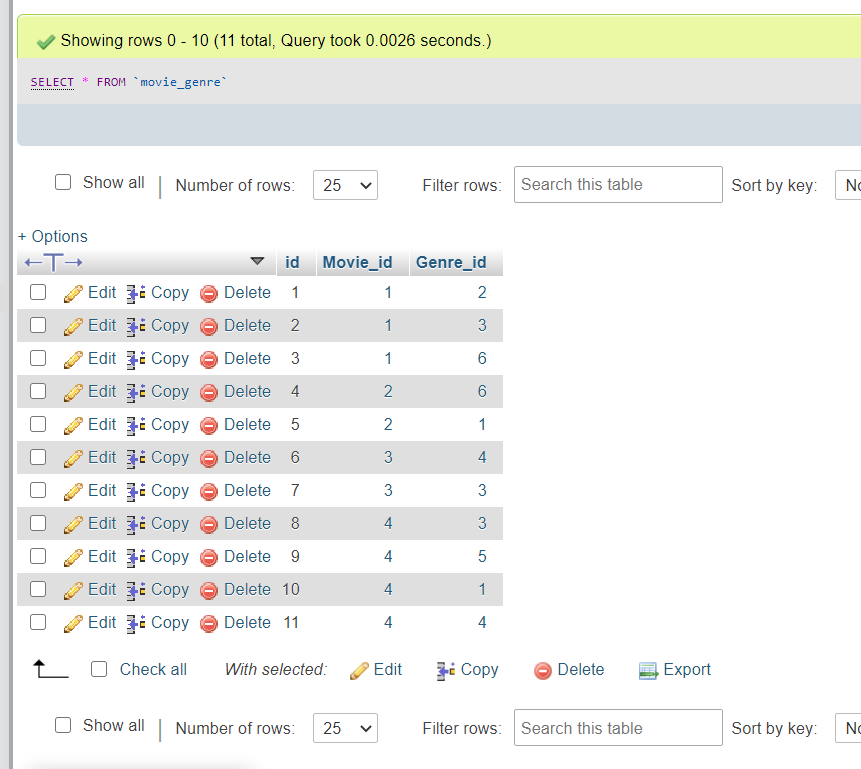 Showing rows 0 - 10 (11 total, Query took 0.0026 seconds.)
SELECT * FROM `movie_genre`
Show all | Number of rows: 25 Filter rows: Search this table Sort by key: No
+ Options
←T→ id Movie_id Genre_id
Edit Copy Delete 1 1 2
Edit Copy Delete 2 1 3
Edit Copy Delete 3 1 6
Edit Copy Delete 4 2 6
Edit Copy Delete 5 2 1
Edit Copy Delete 6 3 4
Edit Copy Delete 7 3 3
Edit Copy Delete 8 4 3
Edit Copy Delete 9 4 5
Edit Copy Delete 10 4 1
Edit Copy Delete 11 4 4
Check all With selected: Edit Copy Delete Export
Show all | Number of rows: 25 Filter rows: Search this table Sort by key: No